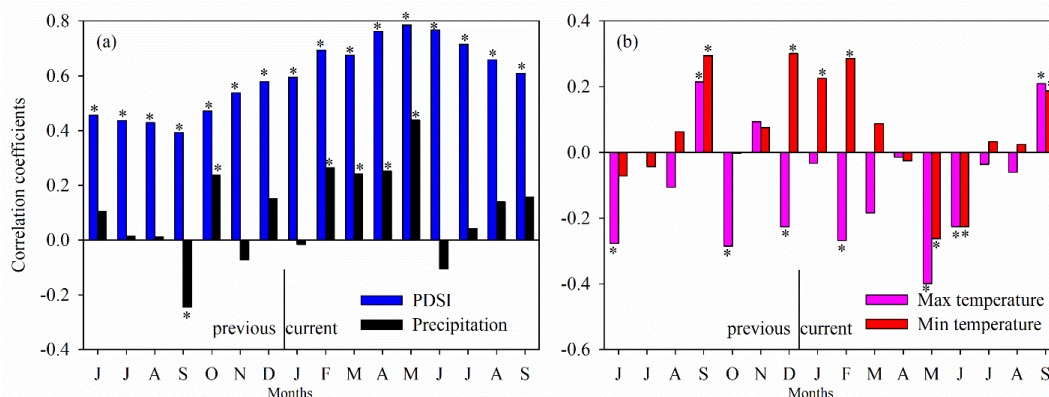 0.8
(a)
0.6
0.4
0.2
0.0
-0.2
-0.4
Correlation coefficients
* * * * * * * * * * * * * * * *
* * * * * *
PDSI
Precipitation
previous current
J J A S O N D J F M A M J J A S
Months
0.4
(b)
0.2
0.0
-0.2
-0.4
-0.6
* * * * * *
* * * * * * * * *
Max temperature
Min temperature
previous current
J J A S O N D J F M A M J J A S
Months